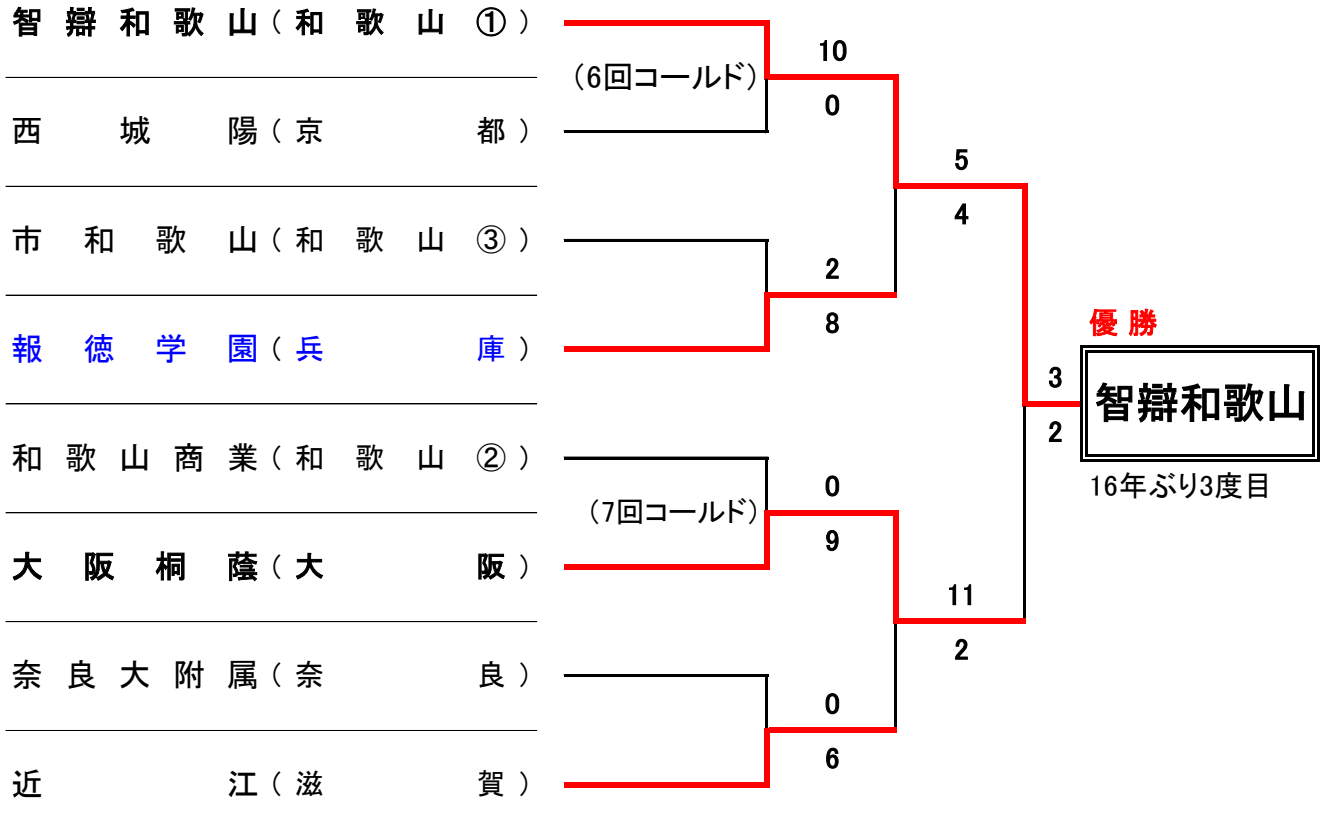 智辯和歌山(和歌山①)
(6回コールド)
10
0
西城陽(京都)
5
4
市和歌山(和歌山③)
2
8
報徳学園(兵庫)
優勝
智辯和歌山
16年ぶり3度目
3
2
和歌山商業(和歌山②)
(7回コールド)
0
9
大阪桐蔭(大阪)
11
2
奈良大附属(奈良)
0
6
近江(滋賀)